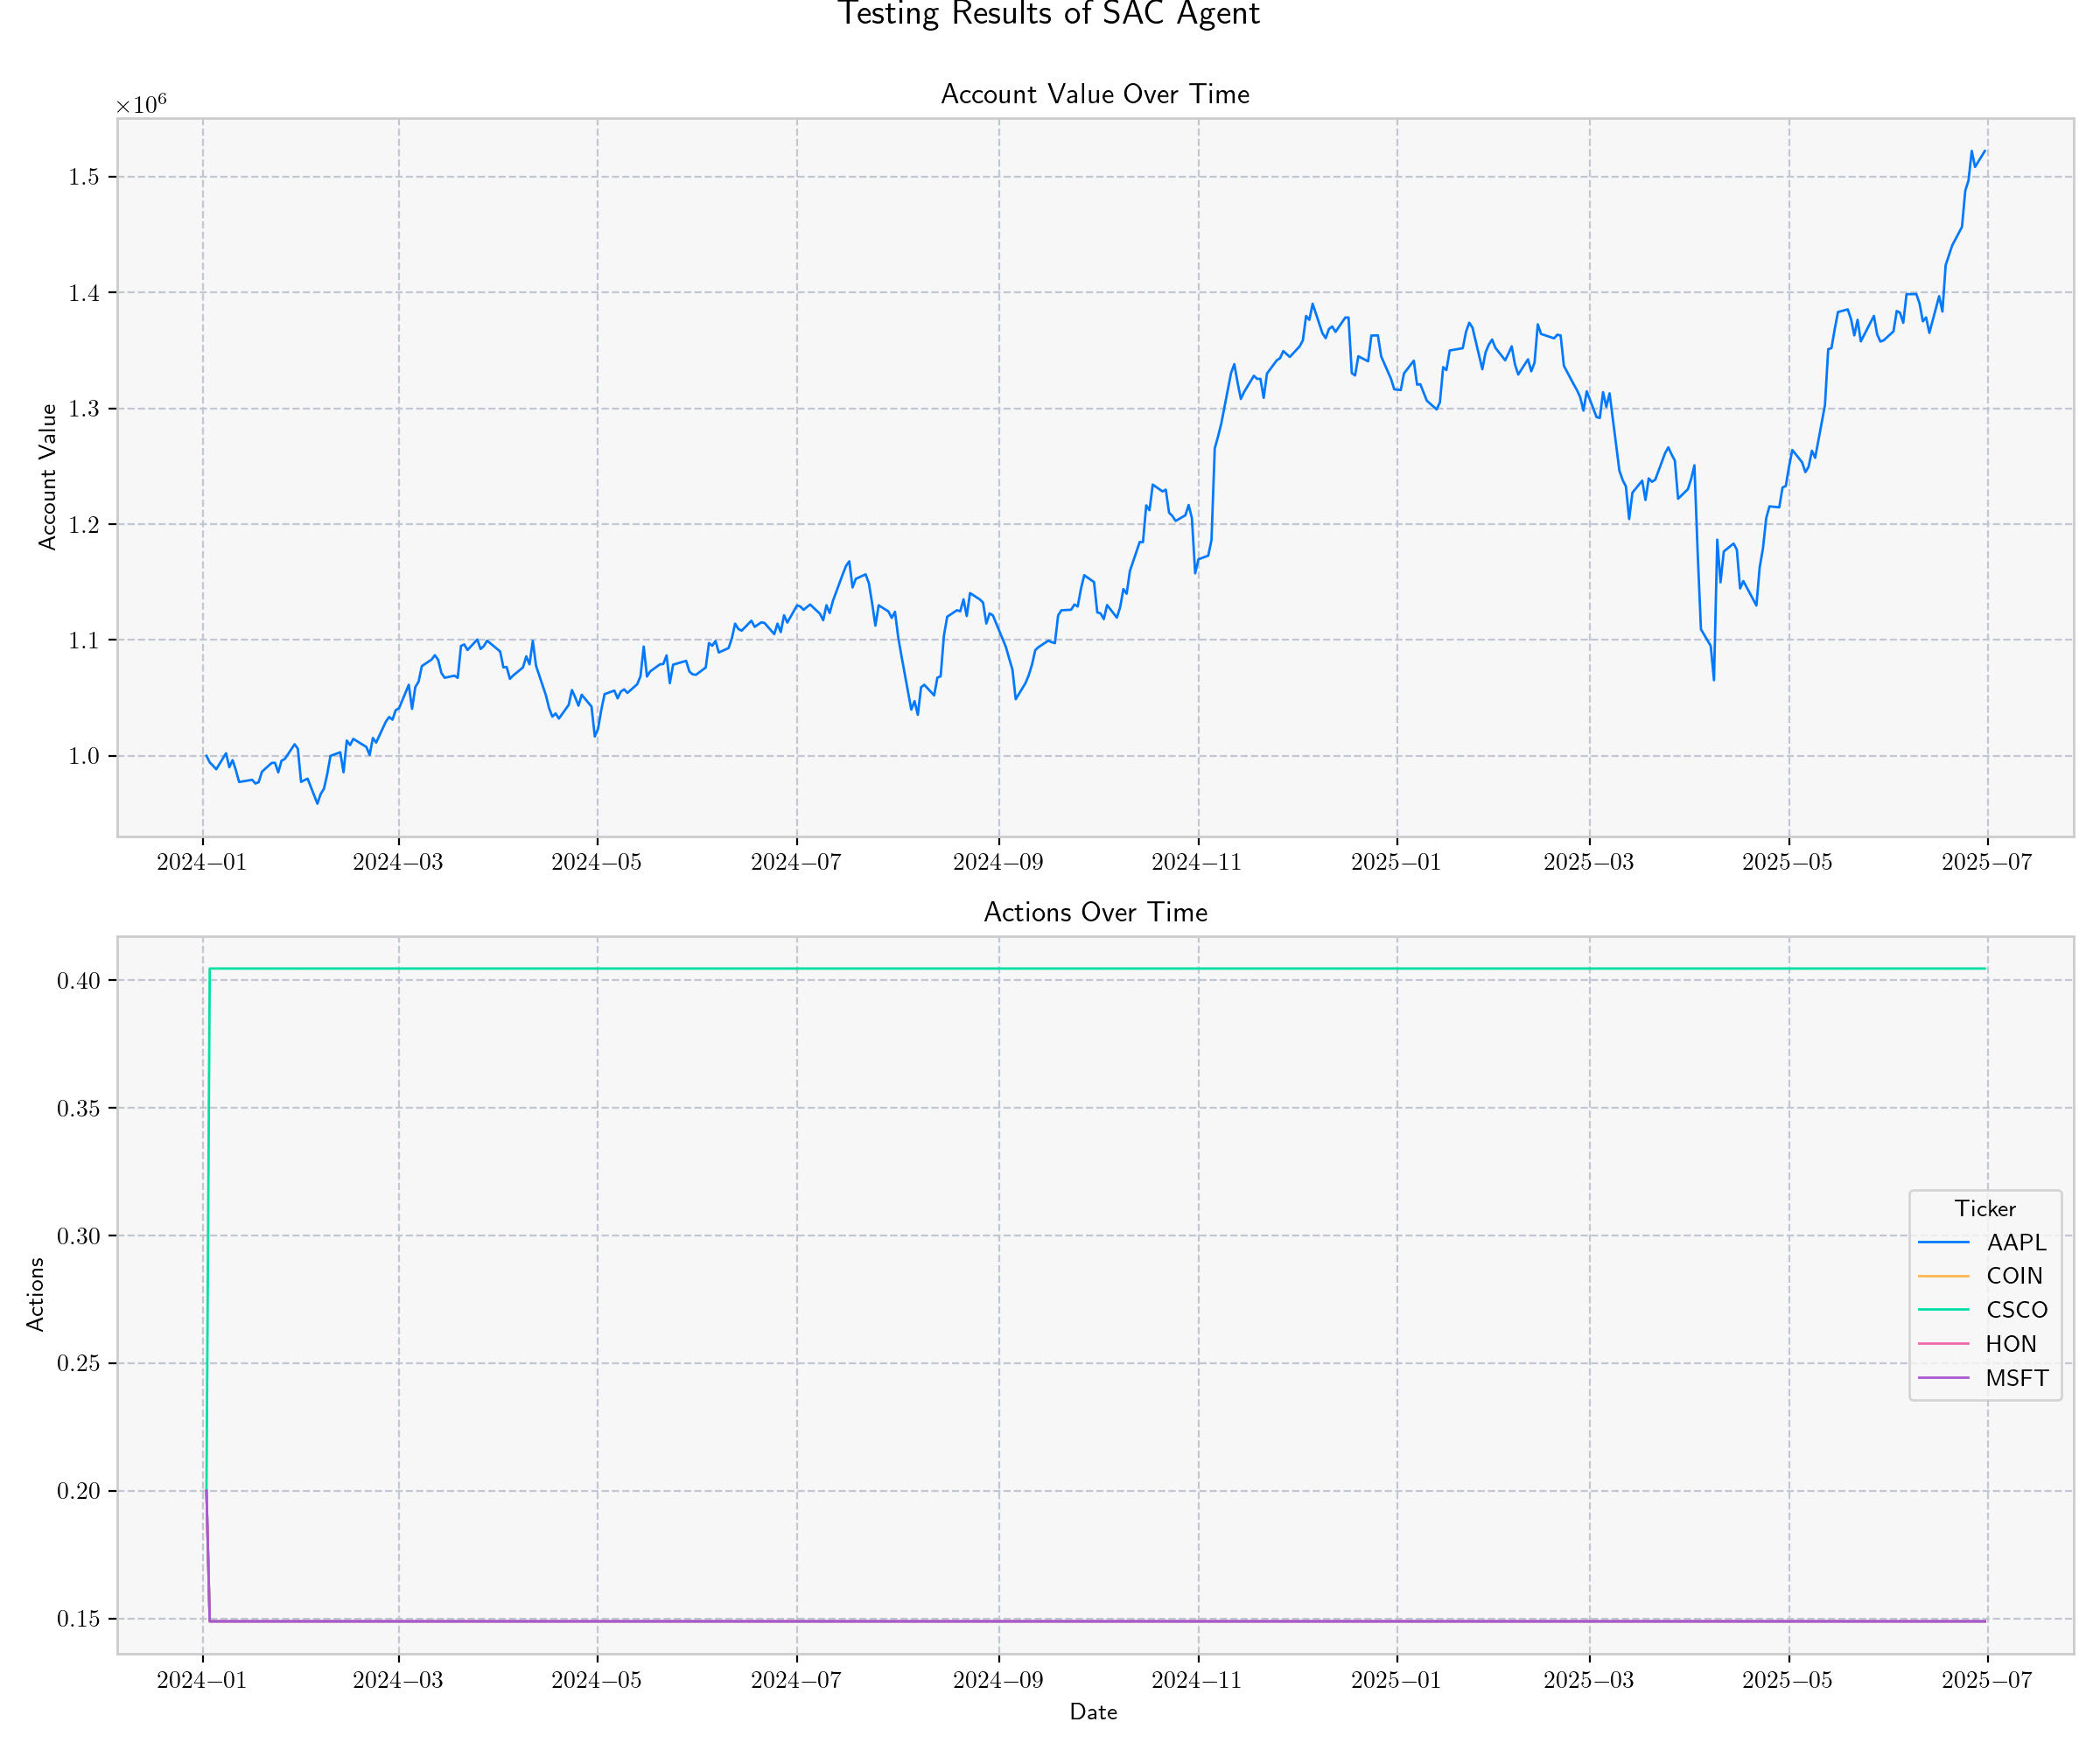 Testing Results of SAC Agent
Account Value Over Time
×10⁶
1.5
1.4
1.3
1.2
1.1
1.0
Account Value
2024–01 2024–03 2024–05 2024–07 2024–09 2024–11 2025–01 2025–03 2025–05 2025–07
Actions Over Time
0.40
0.35
0.30
0.25
0.20
0.15
Actions
Ticker
AAPL
COIN
CSCO
HON
MSFT
2024–01 2024–03 2024–05 2024–07 2024–09 2024–11 2025–01 2025–03 2025–05 2025–07
Date